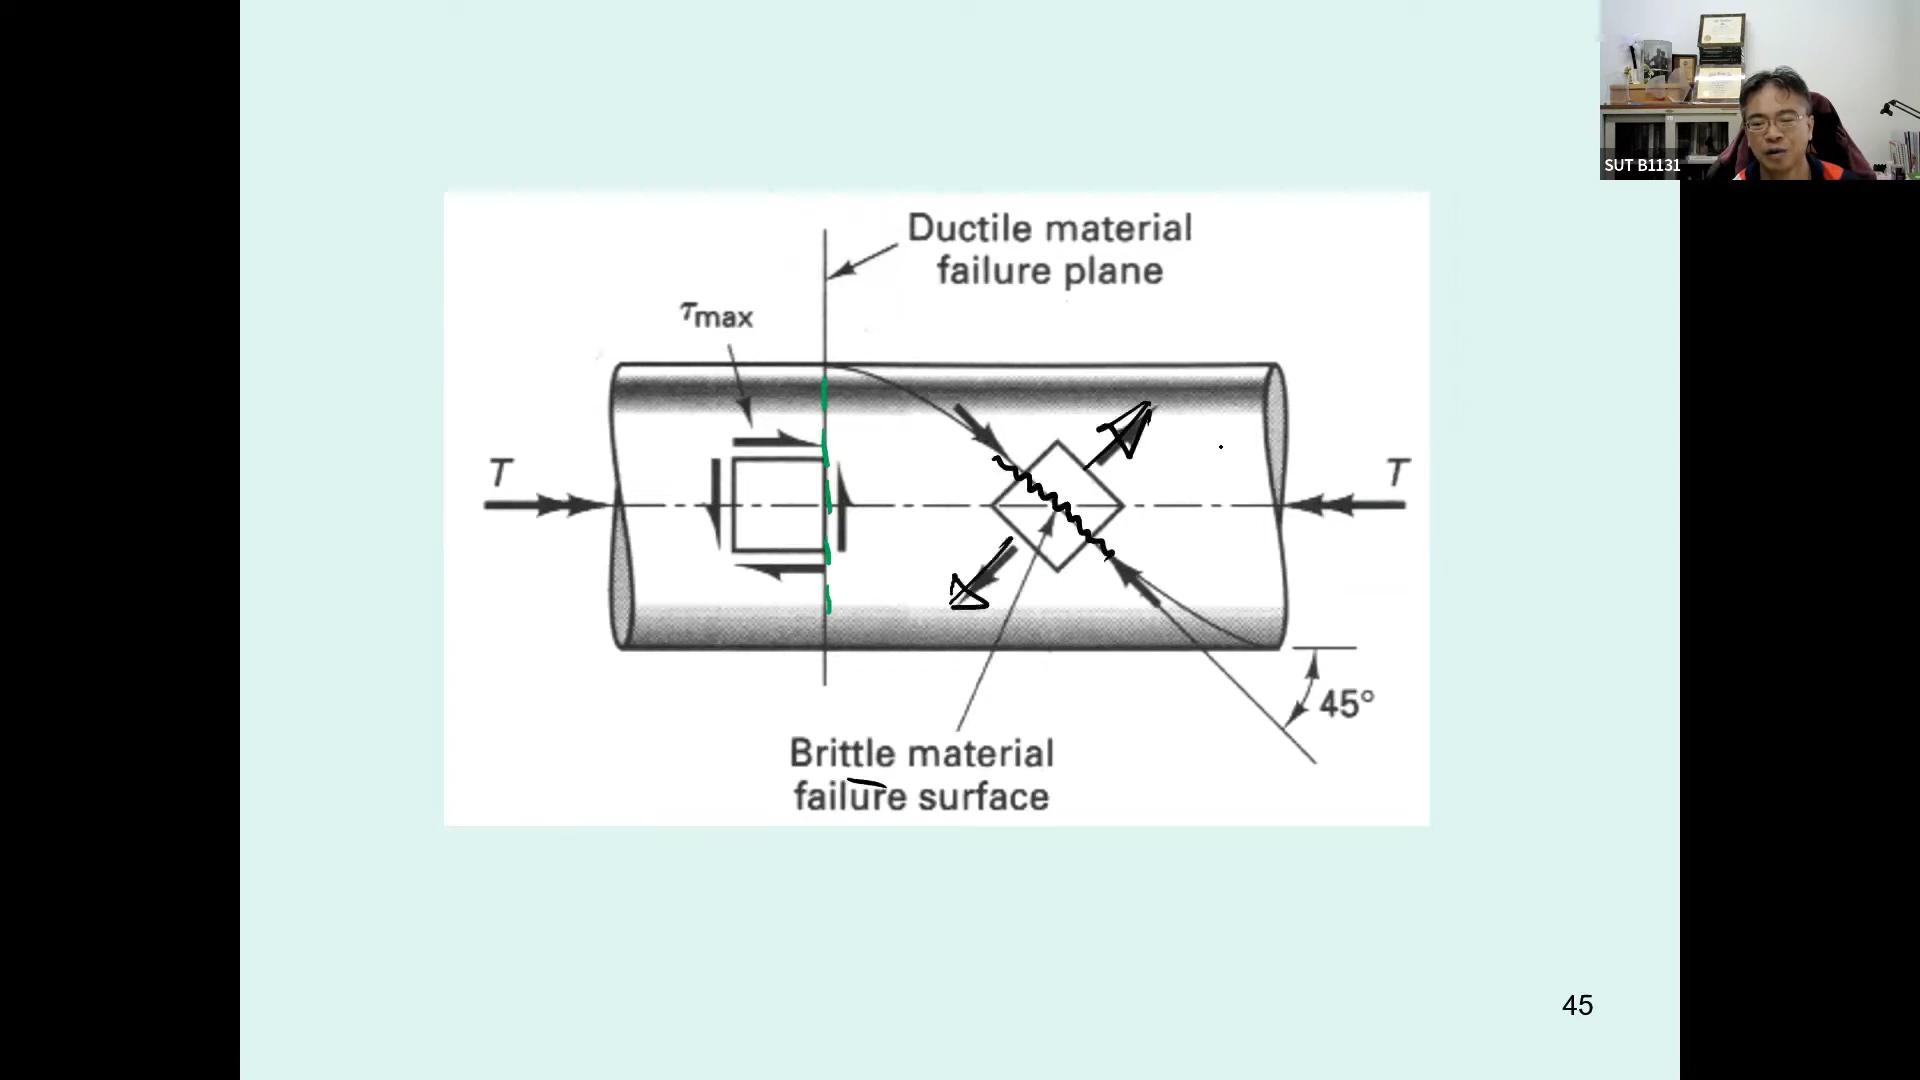 SUT B1131
Ductile material
failure plane
τmax
T
T
45°
Brittle material
failure surface
45